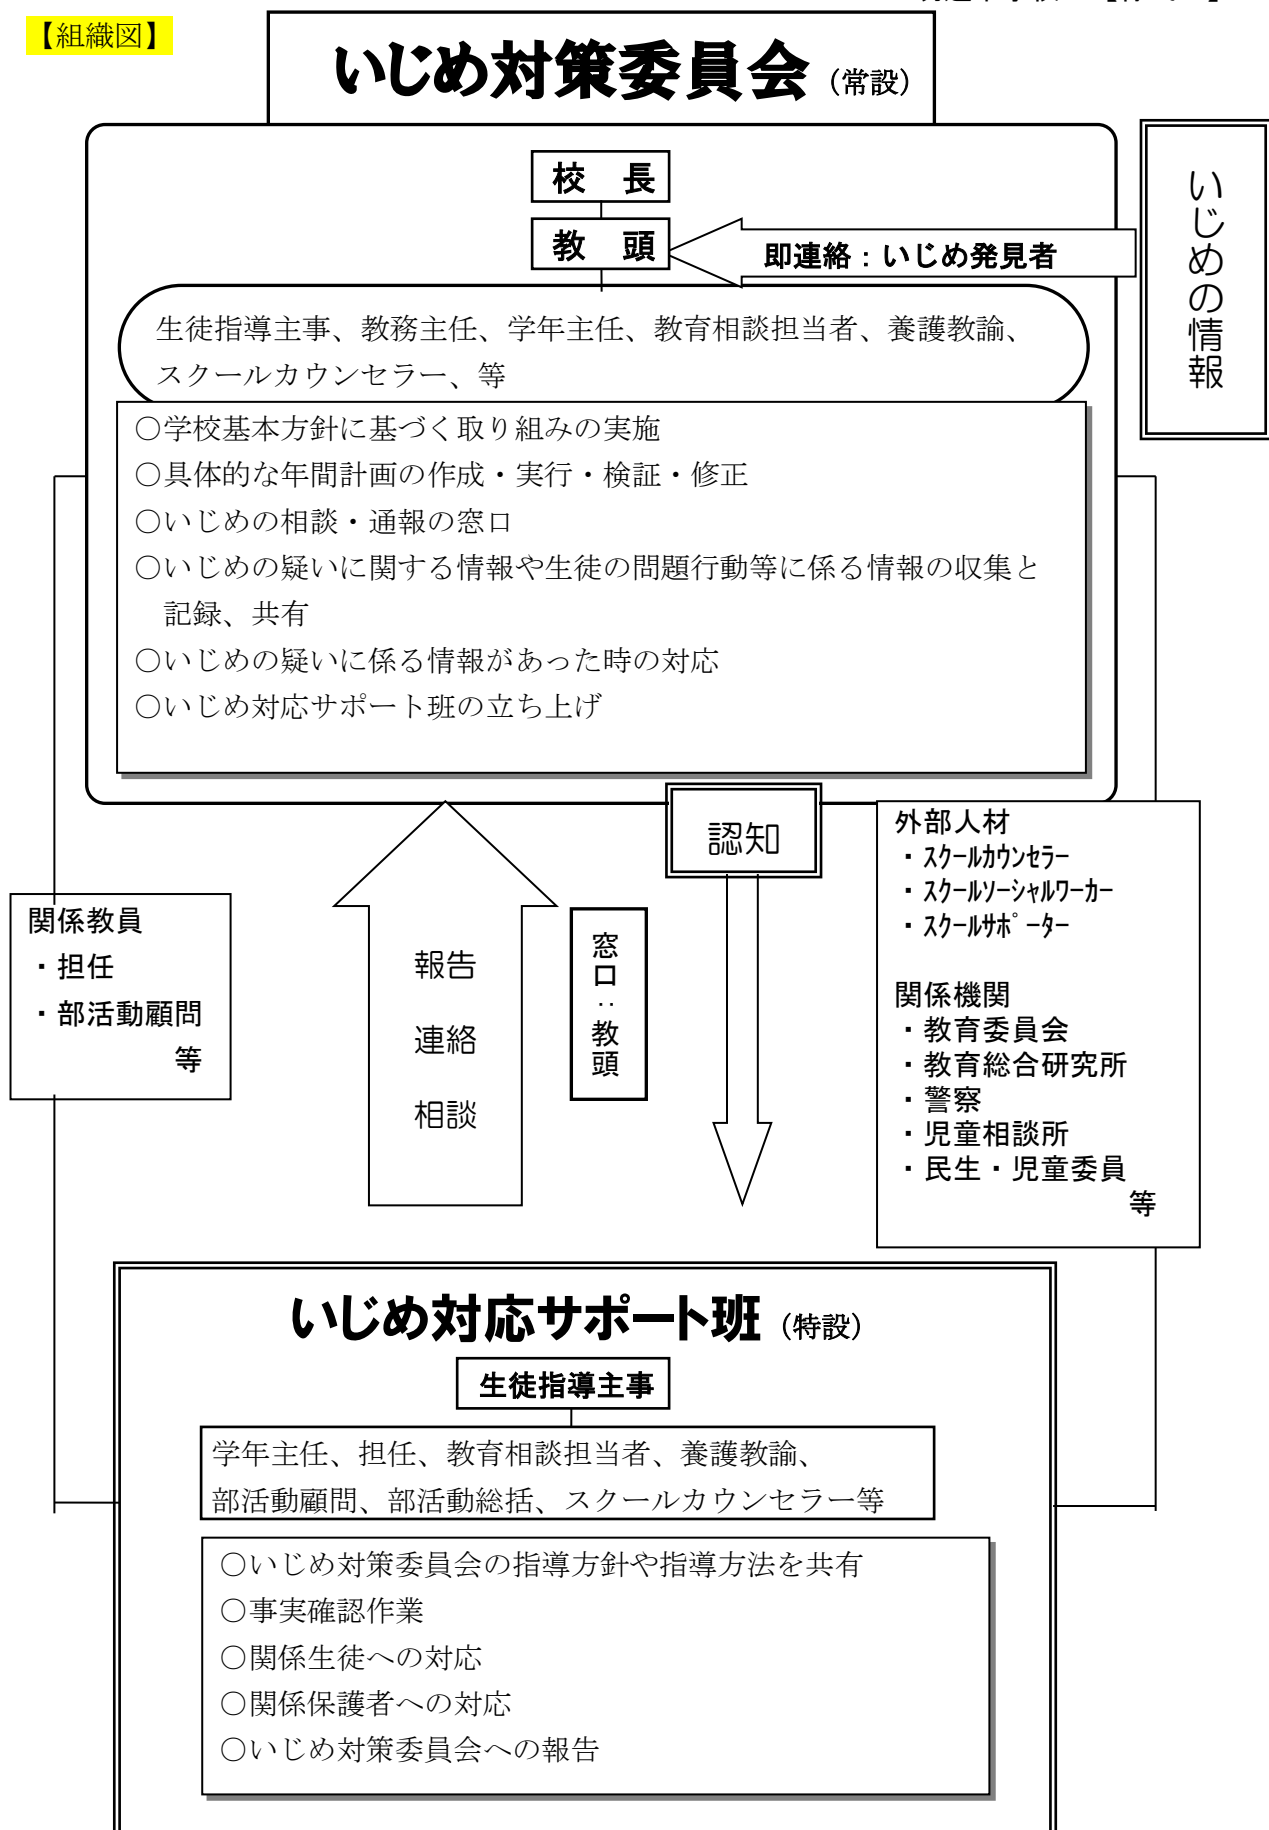 【組織図】
いじめ対策委員会（常設）
校　長
教　頭
即連絡：いじめ発見者
いじめの情報
生徒指導主事、教務主任、学年主任、教育相談担当者、養護教諭、
スクールカウンセラー、等
○学校基本方針に基づく取り組みの実施
○具体的な年間計画の作成・実行・検証・修正
○いじめの相談・通報の窓口
○いじめの疑いに関する情報や生徒の問題行動等に係る情報の収集と
記録、共有
○いじめの疑いに係る情報があった時の対応
○いじめ対応サポート班の立ち上げ
認知
関係教員
・担任
・部活動顧問
等
報告
連絡
相談
窓口：教頭
外部人材
・ｽｸｰﾙｶｳﾝｾﾗｰ
・ｽｸｰﾙｿｰｼｬﾙﾜｰｶｰ
・ｽｸｰﾙｻﾎﾟｰﾀｰ
関係機関
・教育委員会
・教育総合研究所
・警察
・児童相談所
・民生・児童委員
等
いじめ対応サポート班（特設）
生徒指導主事
学年主任、担任、教育相談担当者、養護教諭、
部活動顧問、部活動総括、スクールカウンセラー等
○いじめ対策委員会の指導方針や指導方法を共有
○事実確認作業
○関係生徒への対応
○関係保護者への対応
○いじめ対策委員会への報告